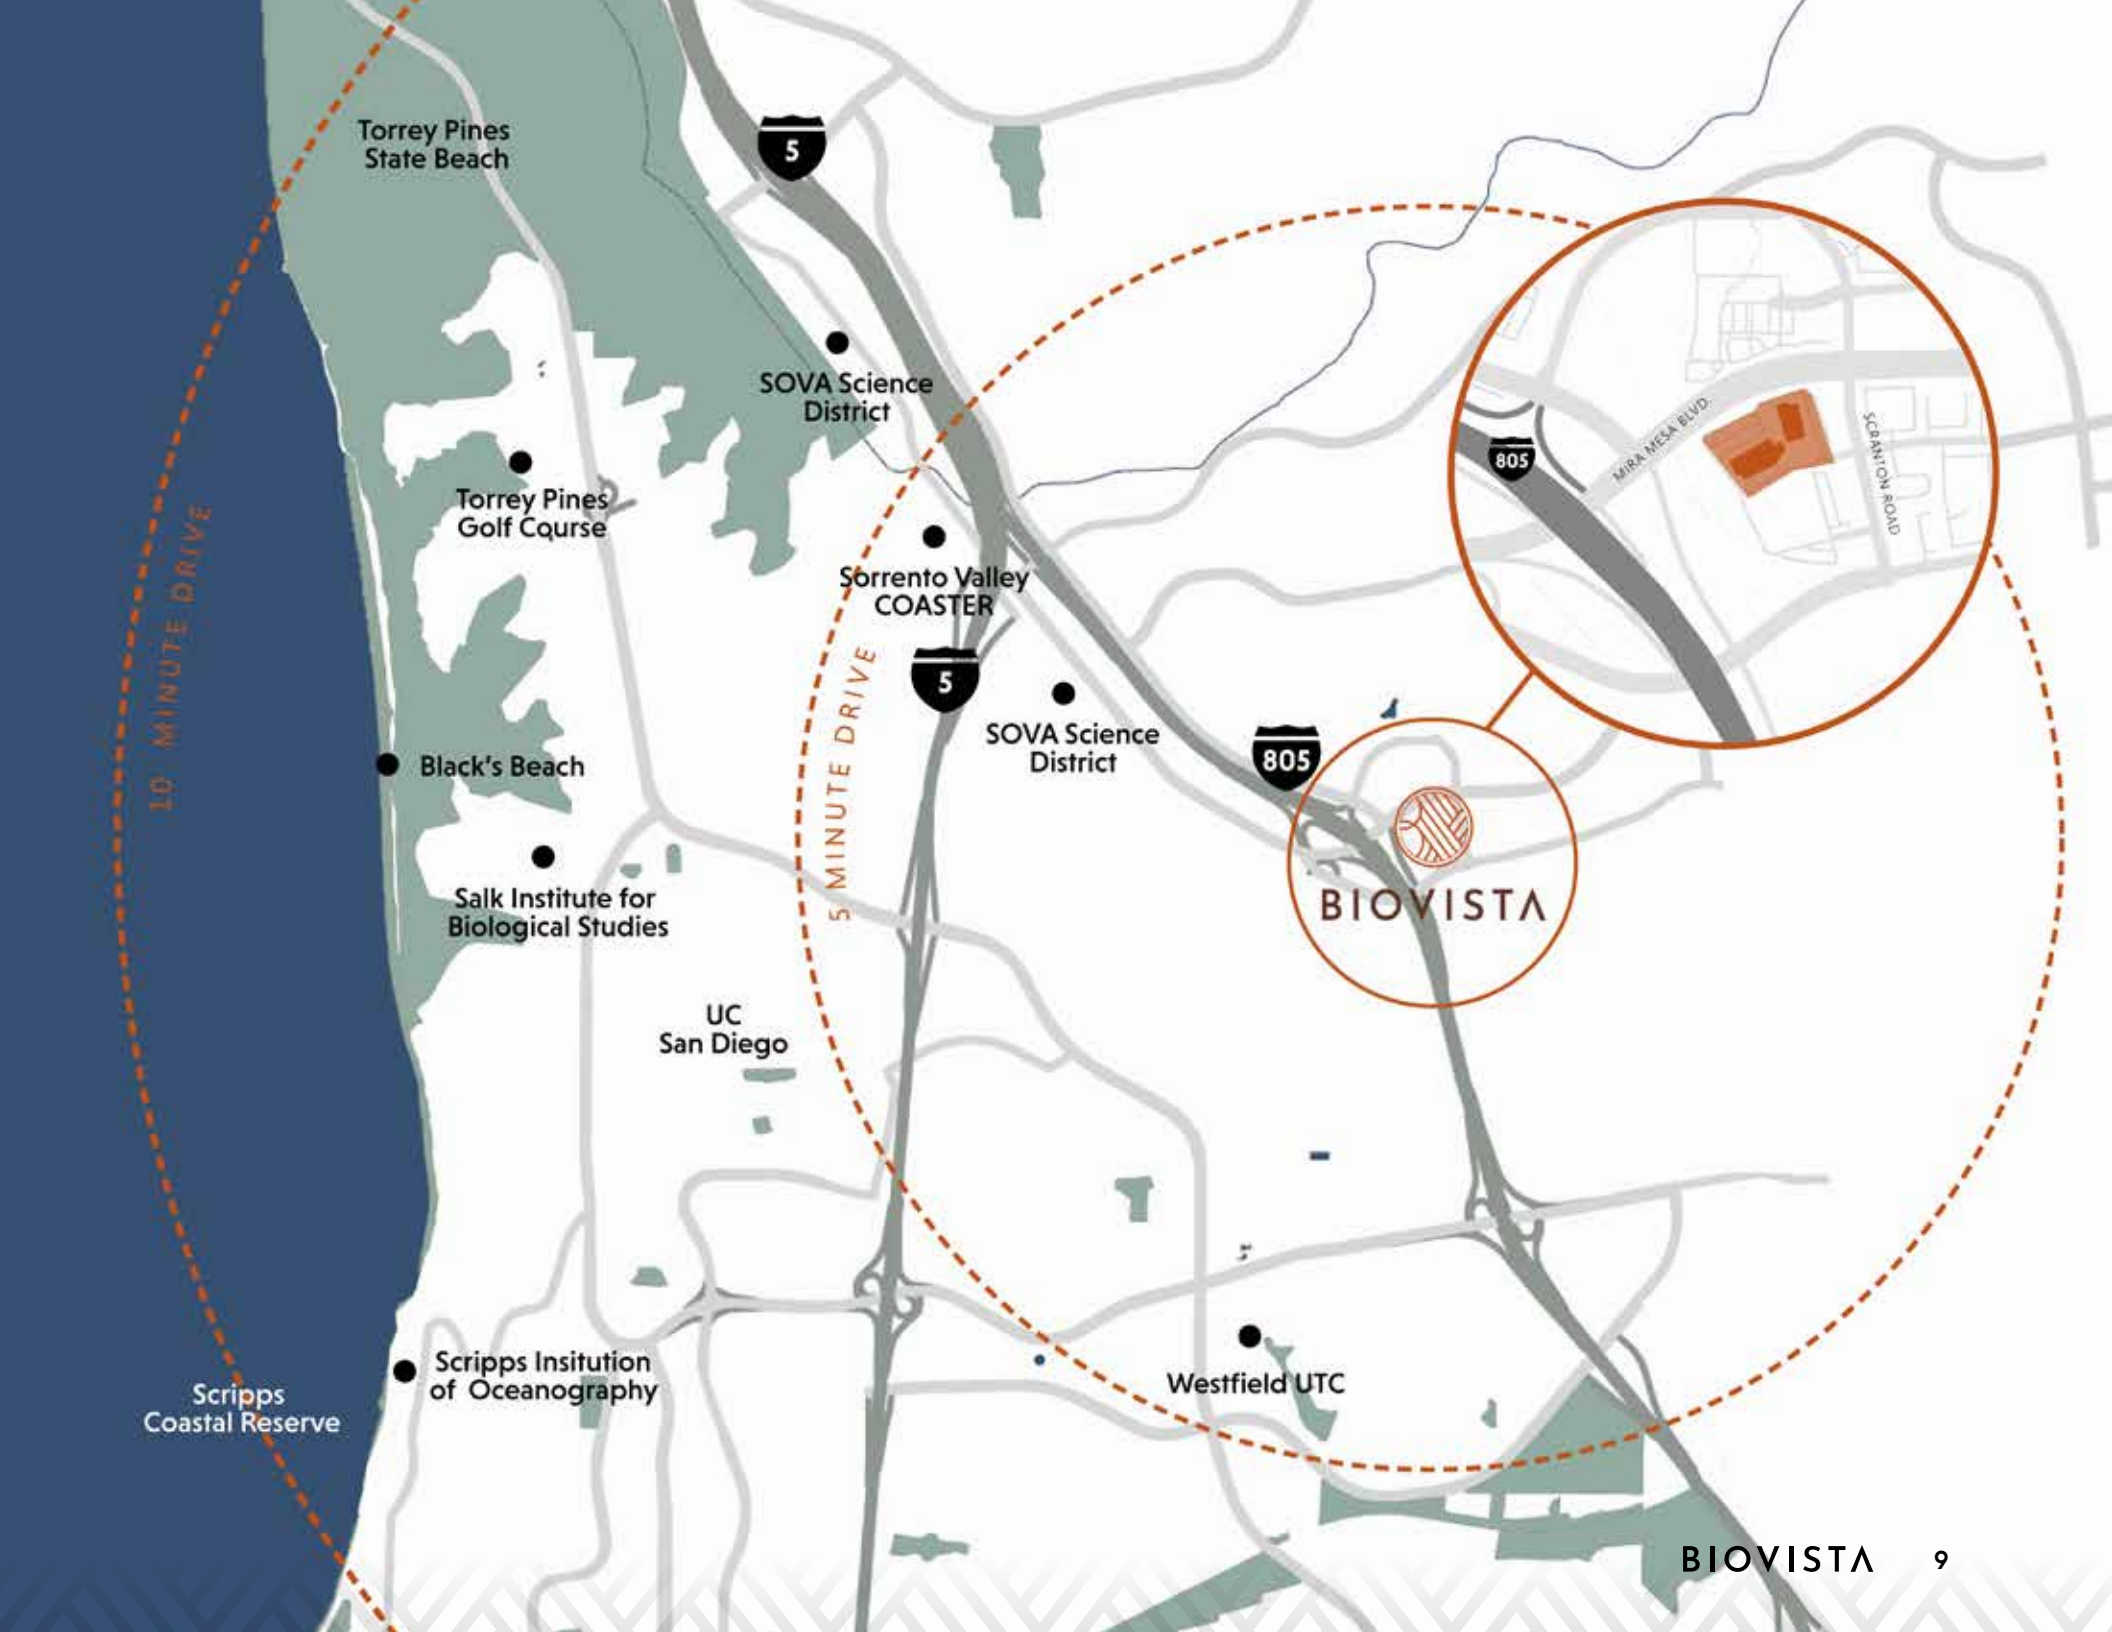 Torrey Pines
State Beach
5
SOVA Science
District
Torrey Pines
Golf Course
Sorrento Valley
COASTER
5
SOVA Science
District
805
MIRA MESA BLVD.
SCRANTON ROAD
805
BIOVISTA
10 MINUTE DRIVE
5 MINUTE DRIVE
Black's Beach
Salk Institute for
Biological Studies
UC
San Diego
Scripps Insitution
of Oceanography
Scripps
Coastal Reserve
Westfield UTC
BIOVISTA 9